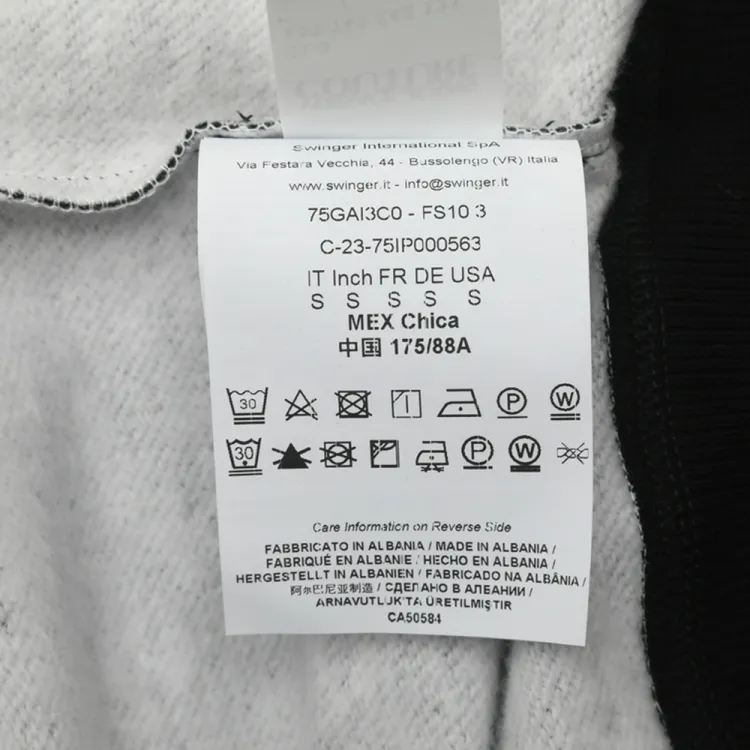 COUTURE
Swinger International SpA
Via Festara Vecchia, 44 - Bussolengo (VR) Italia
www.swinger.it - info@swinger.it
75GAI3C0 - FS10 3
C-23-75IP000563
IT Inch FR DE USA
S S S S S
MEX Chica
中国 175/88A
30 P W
30 P W
Care Information on Reverse Side
FABBRICATO IN ALBANIA / MADE IN ALBANIA /
FABRIQUÉ EN ALBANIE / HECHO EN ALBANIA /
HERGESTELLT IN ALBANIEN / FABRICADO NA ALBÂNIA /
阿尔巴尼亚制造 / СДЕЛАНО В АЛБАНИИ /
ARNAVUTLUK'TA ÜRETILMIŞTIR
CA50584